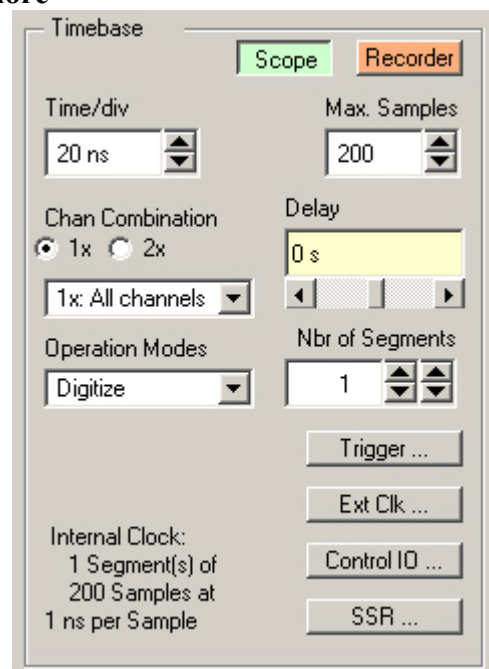 Timebase
Scope Recorder
Time/div Max. Samples
20 ns 200
Chan Combination Delay
1x 2x 0 s
1x: All channels
Operation Modes Nbr of Segments
Digitize 1
Trigger ...
Ext Clk ...
Internal Clock:
1 Segment(s) of Control IO ...
200 Samples at
1 ns per Sample SSR ...